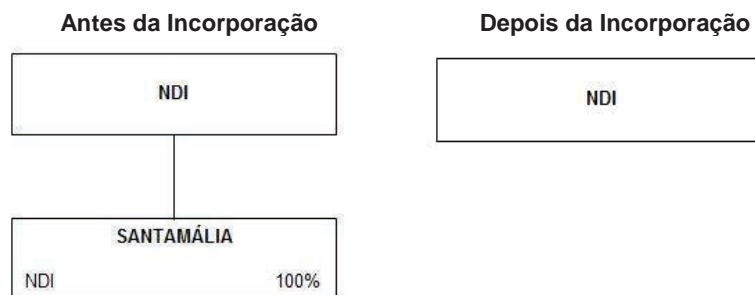 Antes da Incorporação
Depois da Incorporação
NDI
NDI
SANTAMÁLIA
NDI 100%